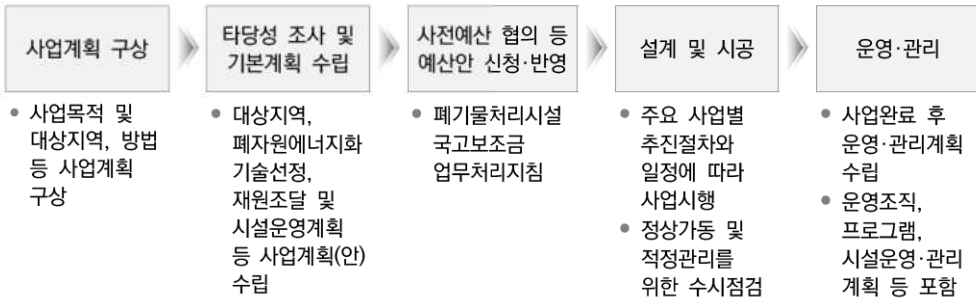 사업계획 구상
타당성 조사 및
기본계획 수립
사전예산 협의 등
예산안 신청·반영
설계 및 시공
운영·관리
• 사업목적 및
대상지역, 방법
등 사업계획
구상
• 대상지역,
폐자원에너지화
기술선정,
재원조달 및
시설운영계획
등 사업계획(안)
수립
• 폐기물처리시설
국고보조금
업무처리지침
• 주요 사업별
추진절차와
일정에 따라
사업시행
• 정상가동 및
적정관리를
위한 수시점검
• 사업완료 후
운영·관리계획
수립
• 운영조직,
프로그램,
시설운영·관리
계획 등 포함